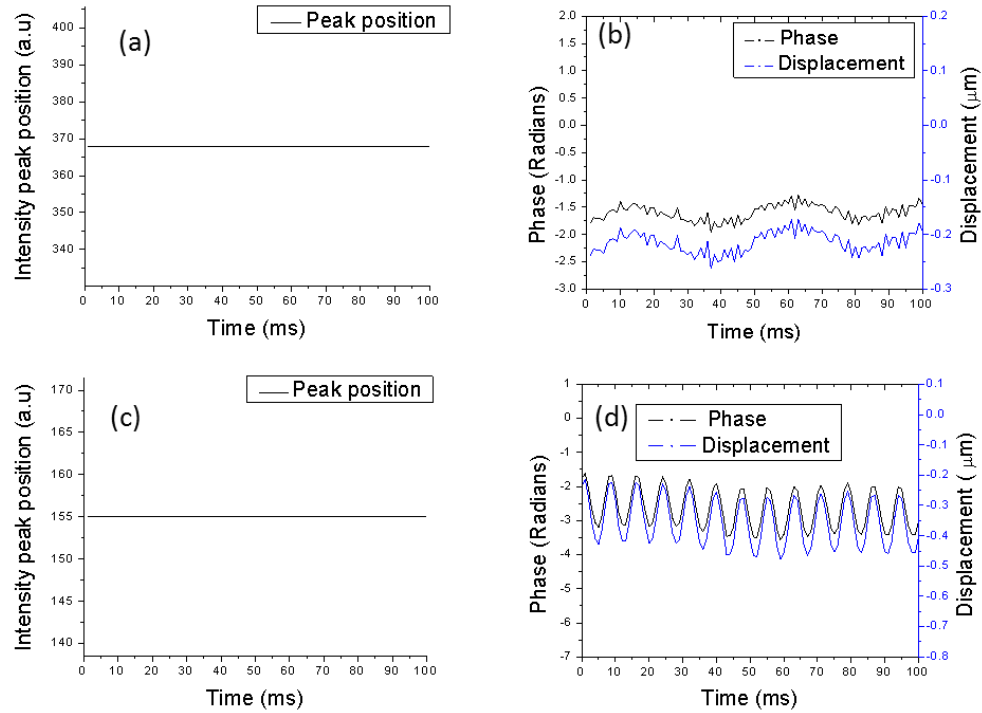 (a)
Peak position
Intensity peak position (a.u)
400
390
380
370
360
350
340
0 10 20 30 40 50 60 70 80 90 100
Time (ms)
(b)
Phase
Displacement
Phase (Radians)
2.0
1.5
1.0
0.5
0.0
-0.5
-1.0
-1.5
-2.0
-2.5
-3.0
0.2
0.1
0.0
-0.1
-0.2
-0.3
Displacement (μm)
0 10 20 30 40 50 60 70 80 90 100
Time (ms)
(c)
Peak position
Intensity peak position (a.u)
170
165
160
155
150
145
140
0 10 20 30 40 50 60 70 80 90 100
Time (ms)
(d)
Phase
Displacement
Phase (Radians)
1
0
-1
-2
-3
-4
-5
-6
-7
0.1
0.0
-0.1
-0.2
-0.3
-0.4
-0.5
-0.6
-0.7
-0.8
Displacement ( μm)
0 10 20 30 40 50 60 70 80 90 100
Time (ms)